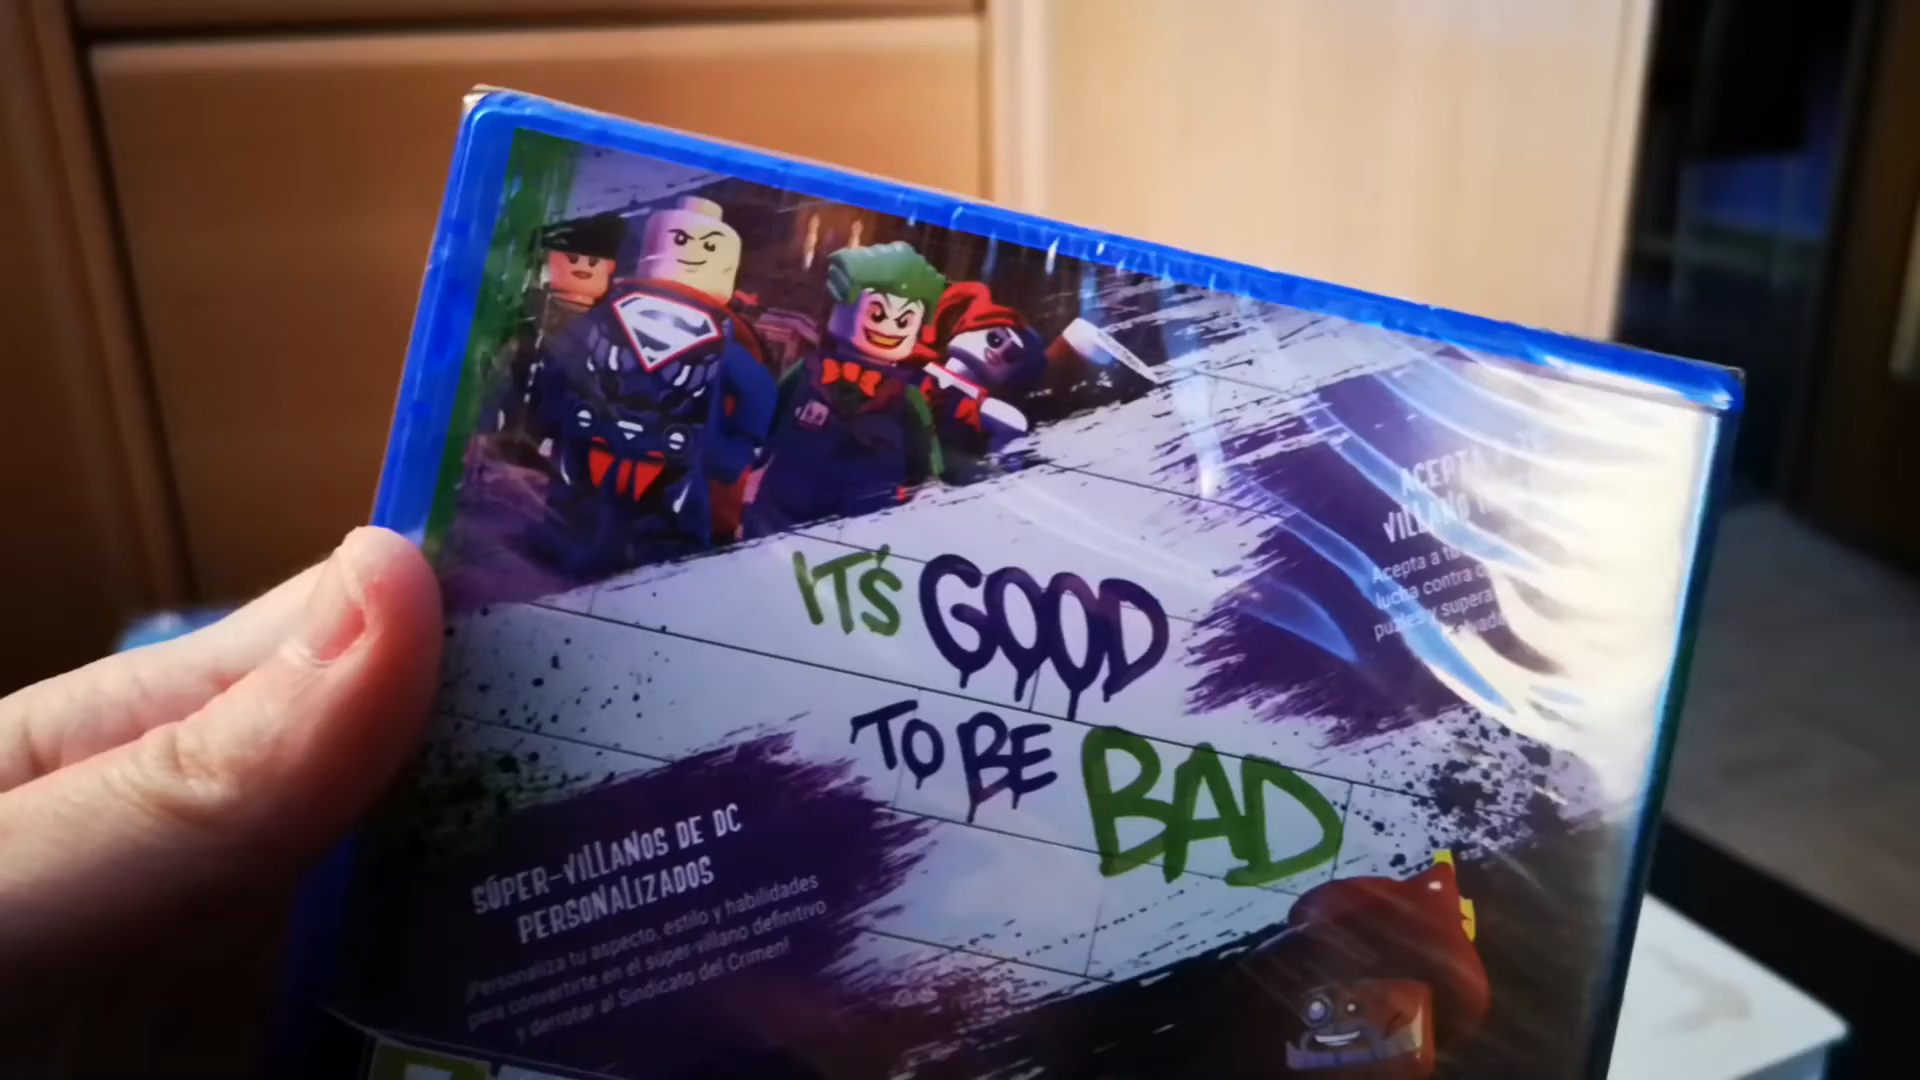 IT'S GOOD
TO BE BAD
ACEPTA
VILLANO
Acepta a
lucha contra
puzles y supera
SÚPER-VILLANOS DE DC
PERSONALIZADOS
¡Personaliza tu aspecto, estilo y habilidades
para convertirte en el súper-villano definitivo
y derrotar al Sindicato del Crimen!